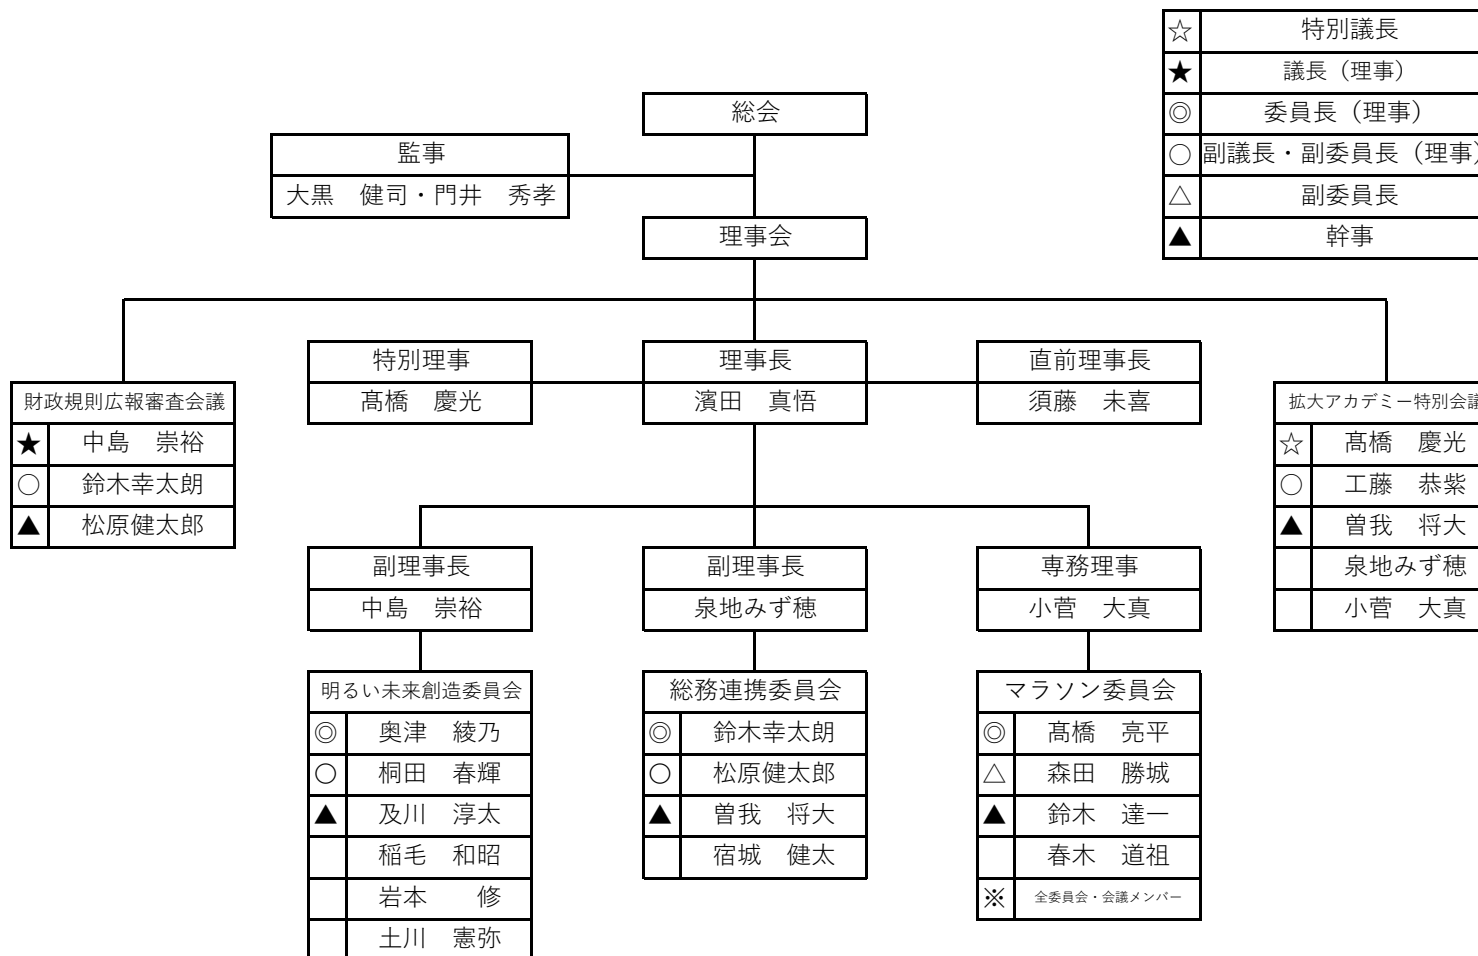 ☆ 特別議長
★ 議長（理事）
◎ 委員長（理事）
○ 副議長・副委員長（理事）
△ 副委員長
▲ 幹事
総会
監事
大黒　健司・門井　秀孝
理事会
特別理事
髙橋　慶光
理事長
濱田　真悟
直前理事長
須藤　未喜
財政規則広報審査会議
★ 中島　崇裕
○ 鈴木幸太朗
▲ 松原健太郎
拡大アカデミー特別会議
☆ 髙橋　慶光
○ 工藤　恭紫
▲ 曽我　将大
泉地みず穂
小菅　大真
副理事長
中島　崇裕
副理事長
泉地みず穂
専務理事
小菅　大真
明るい未来創造委員会
◎ 奥津　綾乃
○ 桐田　春輝
▲ 及川　淳太
稲毛　和昭
岩本　　修
土川　憲弥
総務連携委員会
◎ 鈴木幸太朗
○ 松原健太郎
▲ 曽我　将大
宿城　健太
マラソン委員会
◎ 髙橋　亮平
△ 森田　勝城
▲ 鈴木　達一
春木　道祖
※ 全委員会・会議メンバー